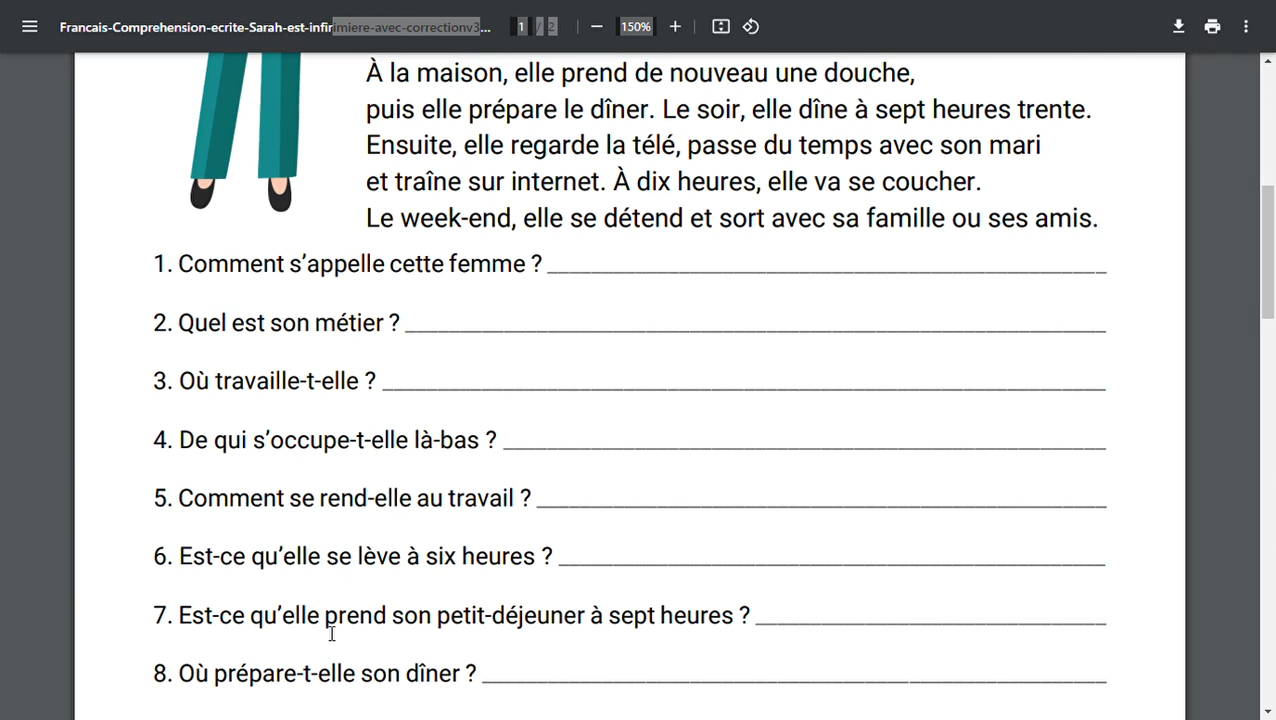 Francais-Comprehension-ecrite-Sarah-est-infirmiere-avec-correctionv3... 1 / 2 150%
À la maison, elle prend de nouveau une douche,
puis elle prépare le dîner. Le soir, elle dîne à sept heures trente.
Ensuite, elle regarde la télé, passe du temps avec son mari
et traîne sur internet. À dix heures, elle va se coucher.
Le week-end, elle se détend et sort avec sa famille ou ses amis.
1. Comment s’appelle cette femme ?
2. Quel est son métier ?
3. Où travaille-t-elle ?
4. De qui s’occupe-t-elle là-bas ?
5. Comment se rend-elle au travail ?
6. Est-ce qu’elle se lève à six heures ?
7. Est-ce qu’elle prend son petit-déjeuner à sept heures ?
8. Où prépare-t-elle son dîner ?